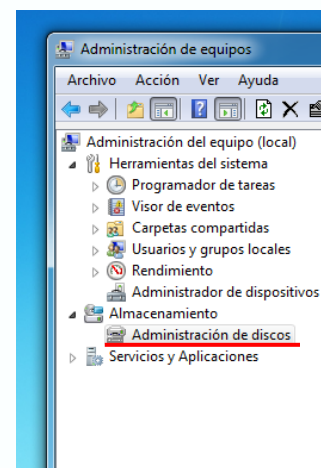 Administración de equipos
Archivo Acción Ver Ayuda
Administración del equipo (local)
Herramientas del sistema
Programador de tareas
Visor de eventos
Carpetas compartidas
Usuarios y grupos locales
Rendimiento
Administrador de dispositivos
Almacenamiento
Administración de discos
Servicios y Aplicaciones